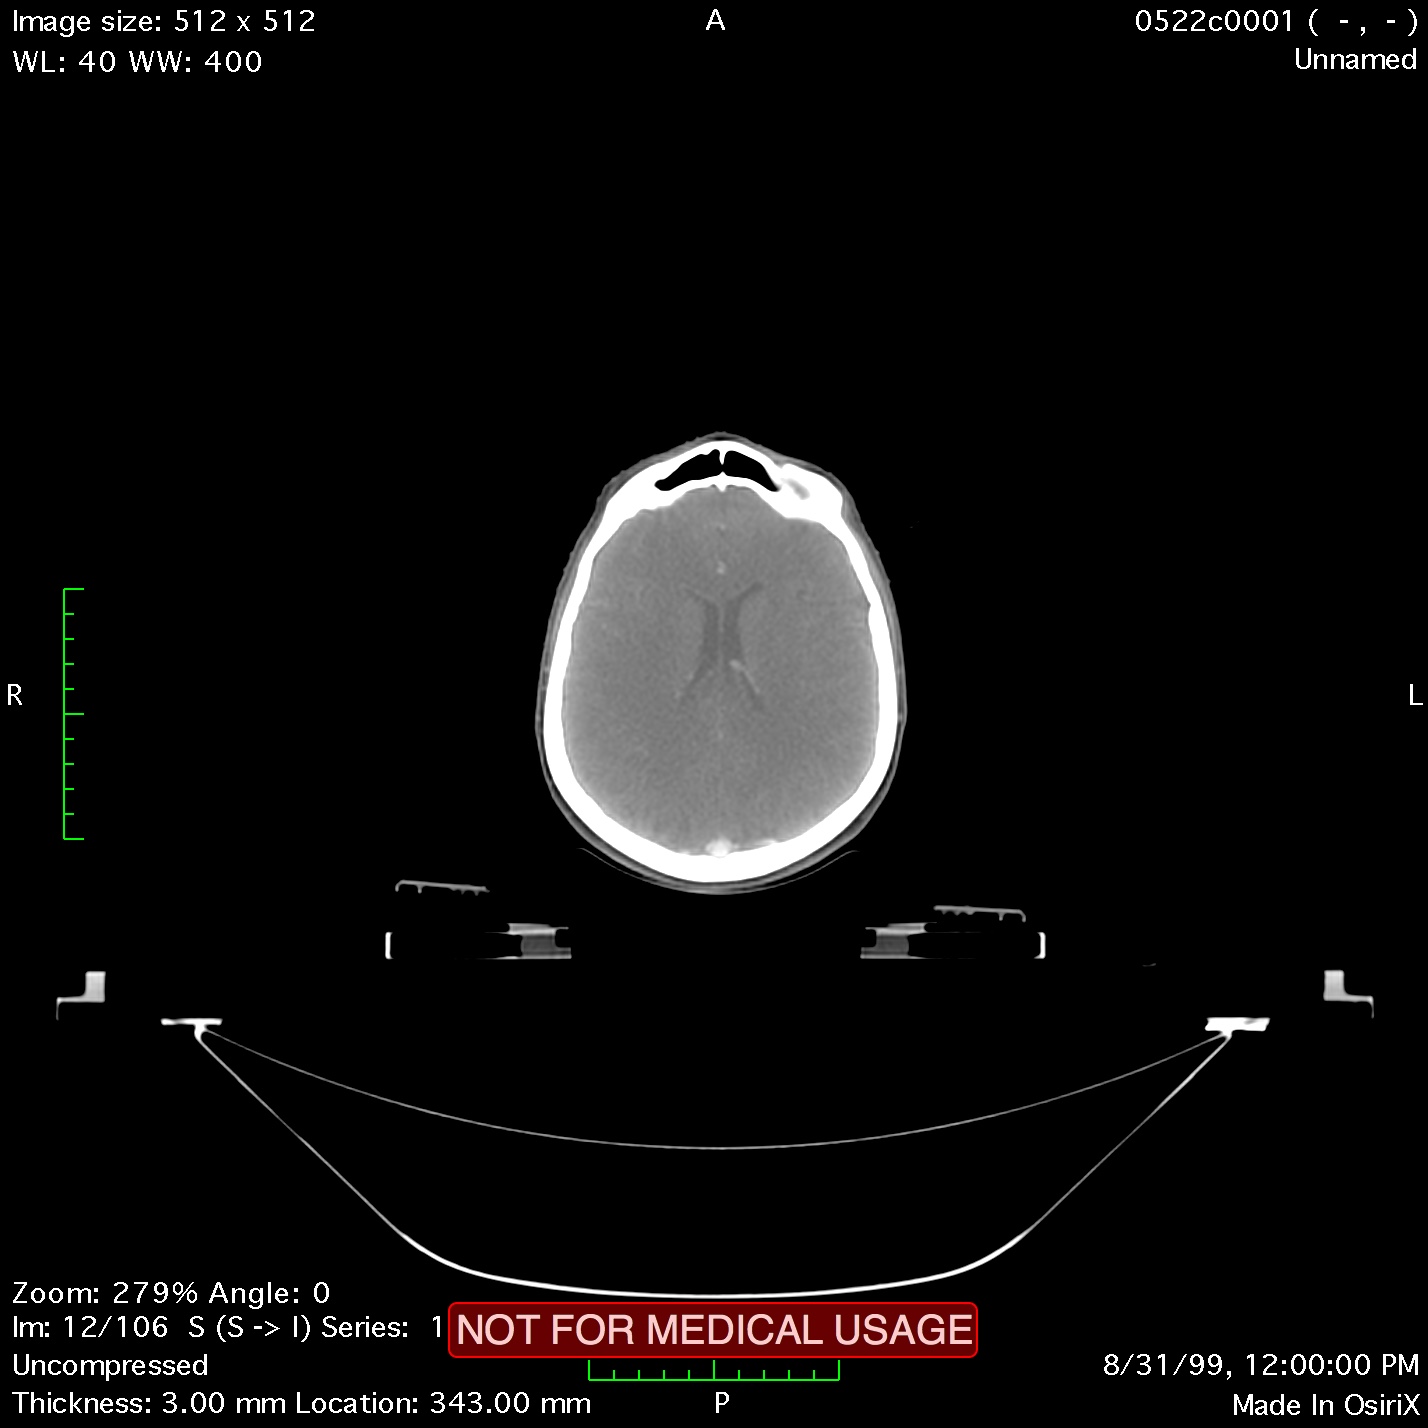 Image size: 512 x 512
WL: 40 WW: 400
A
0522c0001 ( - , - )
Unnamed
R
L
Zoom: 279% Angle: 0
Im: 12/106 S (S -> I) Series: 1
Uncompressed
Thickness: 3.00 mm Location: 343.00 mm
NOT FOR MEDICAL USAGE
P
8/31/99, 12:00:00 PM
Made In OsiriX